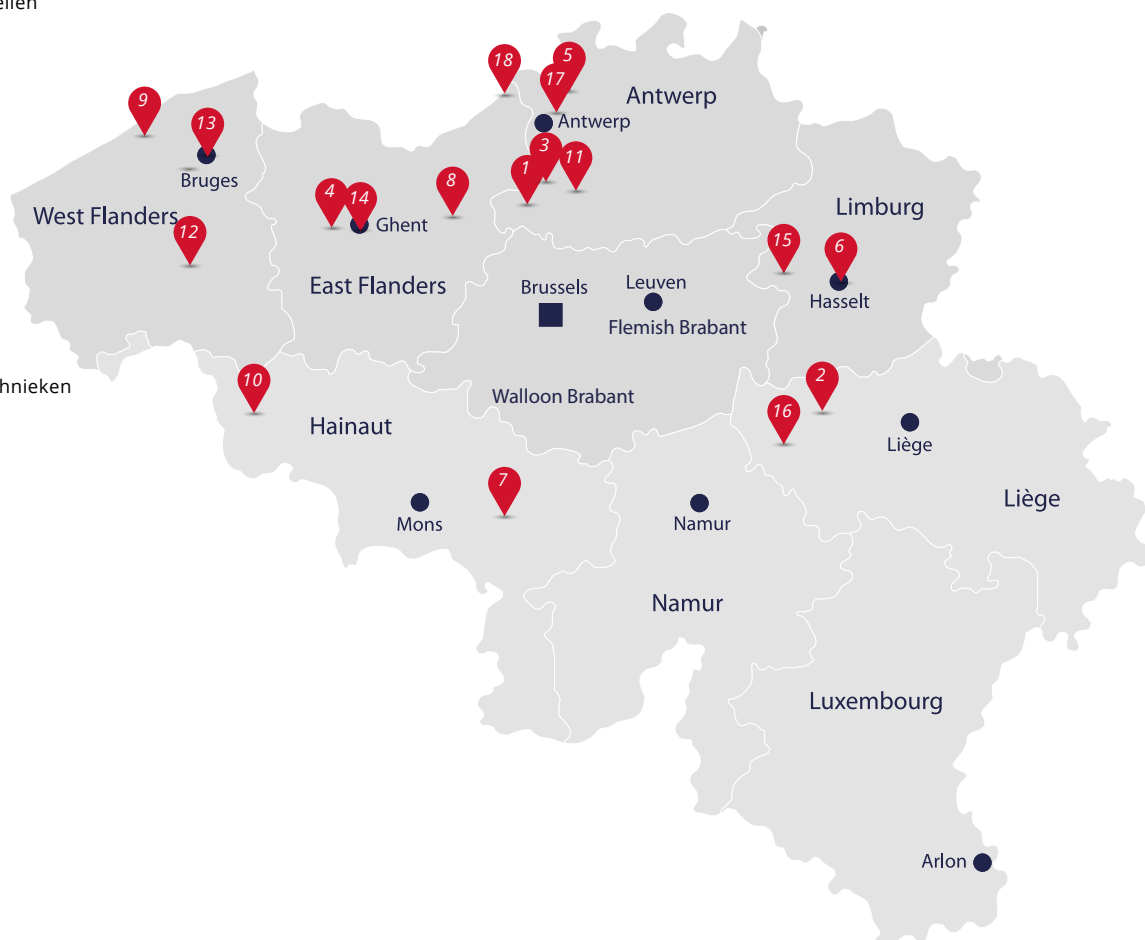 ellen
18
5
17
Antwerp
9
Antwerp
13
3
11
1
Bruges
8
4
14
Limburg
West Flanders
Ghent
12
15
6
East Flanders
Brussels
Leuven
Hasselt
Flemish Brabant
hnieken
10
2
Walloon Brabant
16
Hainaut
Liège
7
Liège
Mons
Namur
Namur
Luxembourg
Arlon